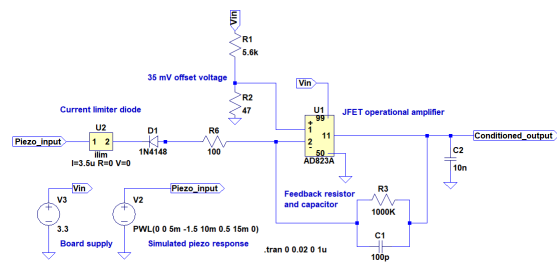 Vin
R1
5.6k
35 mV offset voltage
R2
47
Vin
U1
JFET operational amplifier
99
+
1
11
2
-
50
AD823A
Current limiter diode
U2
Piezo_input
1 2
ilim
I=3.5u R=0 V=0
D1
1N4148
R6
100
Conditioned_output
C2
10n
Feedback resistor
and capacitor
R3
1000K
C1
100p
Vin
V3
3.3
Board supply
Piezo_input
V2
PWL(0 0 5m -1.5 10m 0.5 15m 0)
Simulated piezo response
.tran 0 0.02 0 1u